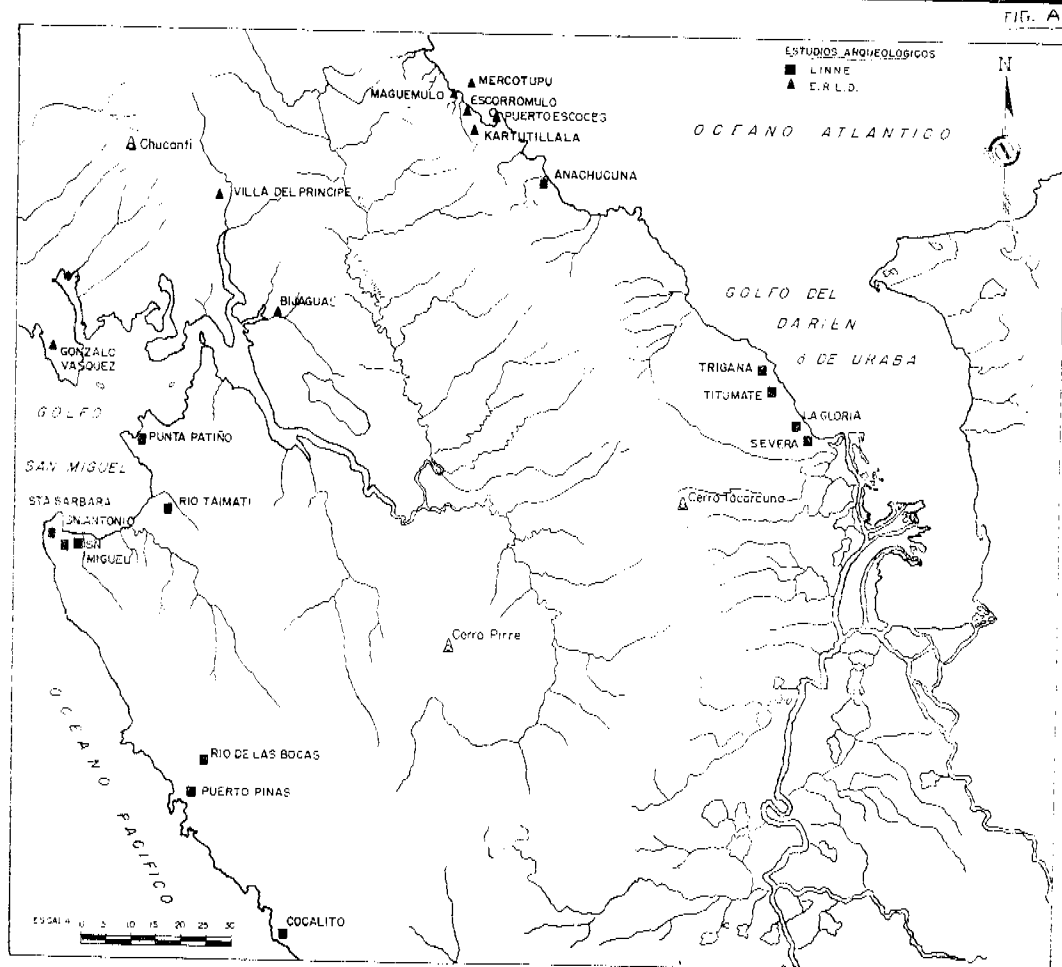 FIG. A
ESTUDIOS ARQUEOLOGICOS
LINNE
E.R.L.D.
N
MERCOTUPU
MAGUEMULO
ESCORROMULO
PUERTO ESCOCES
KARTUTILLALA
OCEANO ATLANTICO
Chucanti
ANACHUCUNA
VILLA DEL PRINCIPE
GOLFO DEL
DARIEN
ó DE URABA
BIJAGUAL
GONZALO
VASQUEZ
TRIGANA
TITUMATE
GOLFO
LA GLORIA
PUNTA PATIÑO
SEVERA
SAN MIGUEL
STA BARBARA
RIO TAIMATI
SN ANTONIO
SN
MIGUEL
Cerro Tacarcuna
Cerro Pirre
OCEANO PACIFICO
RIO DE LAS BOCAS
PUERTO PINAS
COCALITO
ESCALA 0 5 10 15 20 25 30